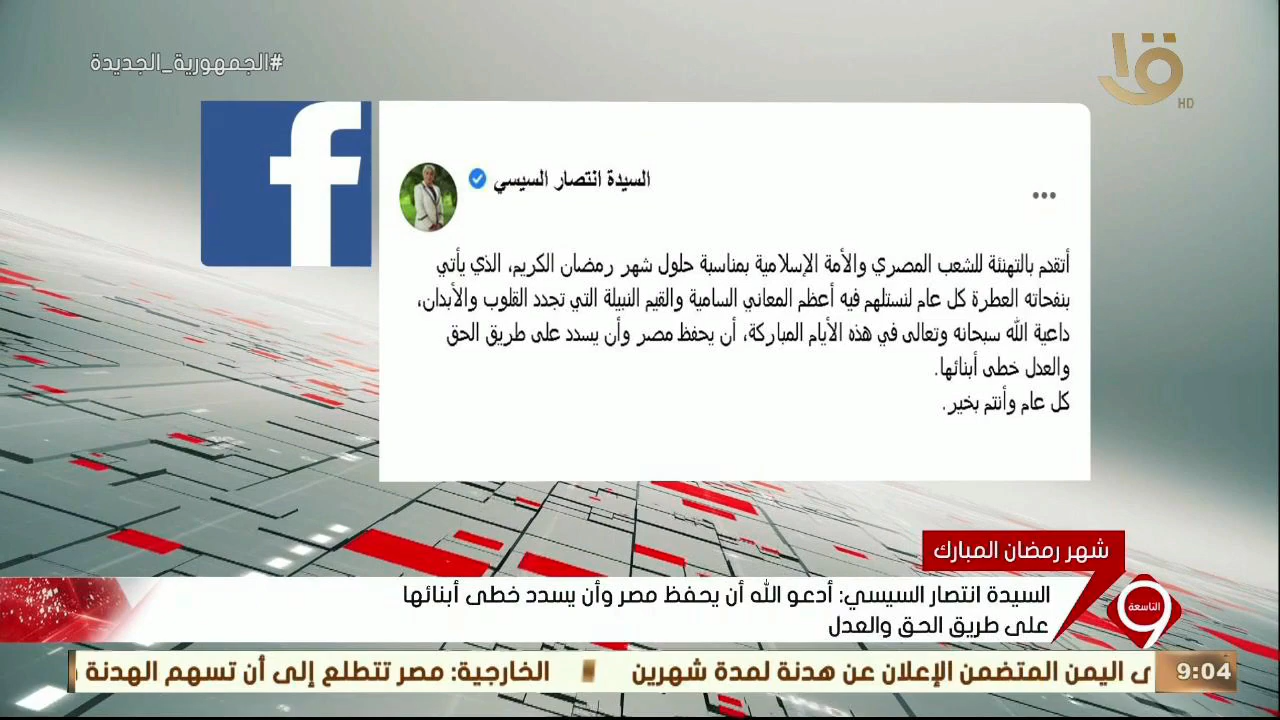 #الجمهورية_الجديدة
HD
السيدة انتصار السيسي
أتقدم بالتهنئة للشعب المصري والأمة الإسلامية بمناسبة حلول شهر رمضان الكريم، الذي يأتي
بنفحاته العطرة كل عام لنستلهم فيه أعظم المعاني السامية والقيم النبيلة التي تجدد القلوب والأبدان،
داعية الله سبحانه وتعالى في هذه الأيام المباركة، أن يحفظ مصر وأن يسدد على طريق الحق
والعدل خطى أبنائها.
كل عام وأنتم بخير.
شهر رمضان المبارك
السيدة انتصار السيسي: أدعو الله أن يحفظ مصر وأن يسدد خطى أبنائها
على طريق الحق والعدل
التاسعة
9
9:04
اليمن المتضمن الإعلان عن هدنة لمدة شهرين الخارجية: مصر تتطلع إلى أن تسهم الهدنة